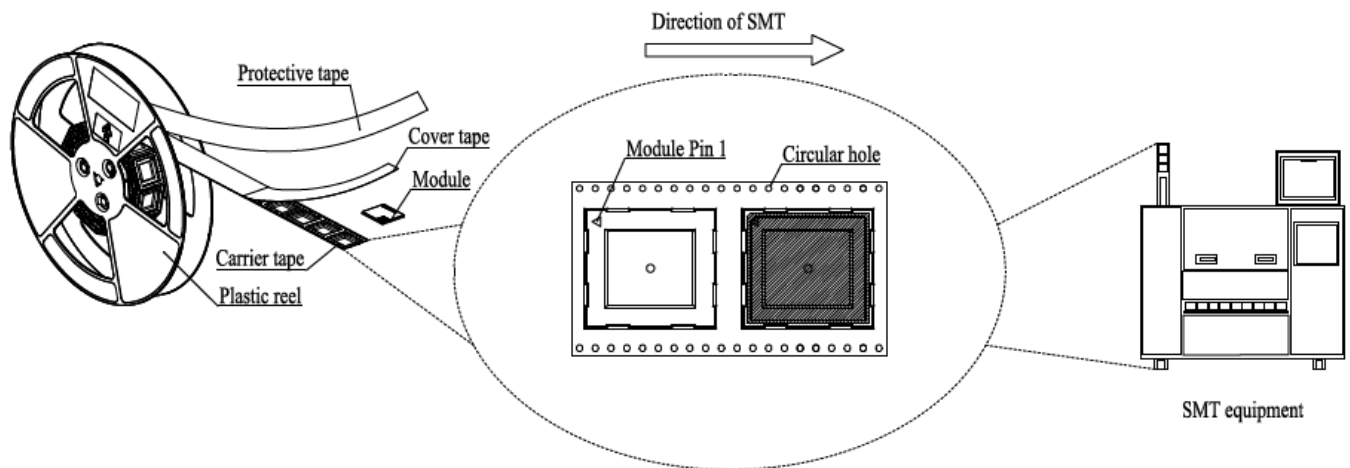 Direction of SMT
Protective tape
Cover tape
Module
Carrier tape
Plastic reel
Module Pin 1
Circular hole
SMT equipment